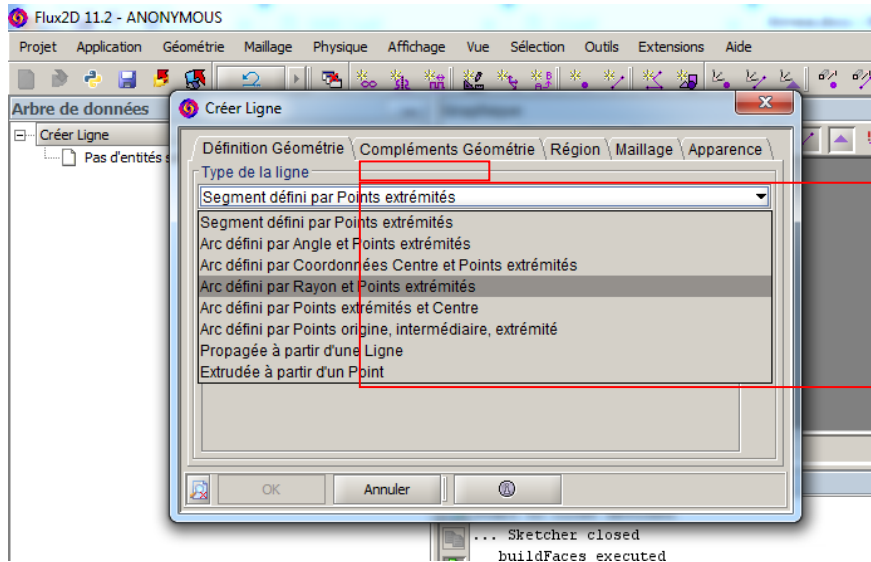 Flux2D 11.2 - ANONYMOUS
Projet Application Géométrie Maillage Physique Affichage Vue Sélection Outils Extensions Aide
Arbre de données
Créer Ligne
Créer Ligne
Pas d'entités s
Définition Géométrie Compléments Géométrie Région Maillage Apparence
Type de la ligne
Segment défini par Points extrémités
Segment défini par Points extrémités
Arc défini par Angle et Points extrémités
Arc défini par Coordonnées Centre et Points extrémités
Arc défini par Rayon et Points extrémités
Arc défini par Points extrémités et Centre
Arc défini par Points origine, intermédiaire, extrémité
Propagée à partir d'une Ligne
Extrudée à partir d'un Point
OK Annuler
... Sketcher closed
buildFaces executed